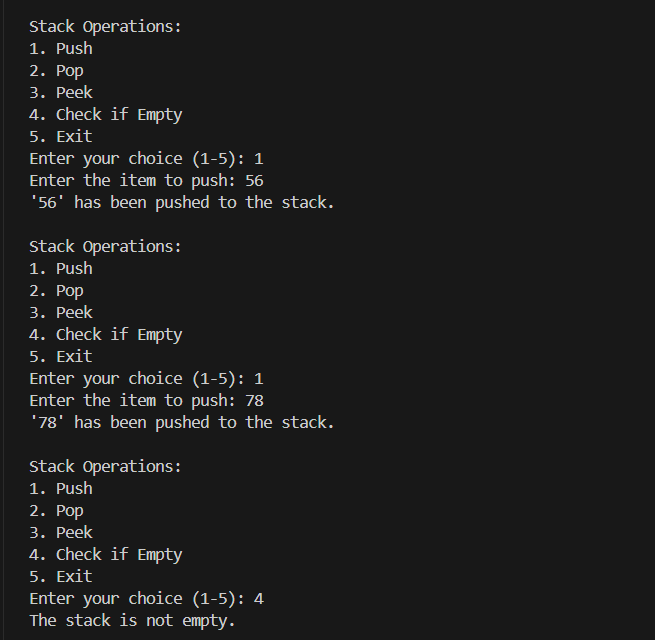 Stack Operations:
1. Push
2. Pop
3. Peek
4. Check if Empty
5. Exit
Enter your choice (1-5): 1
Enter the item to push: 56
'56' has been pushed to the stack.
Stack Operations:
1. Push
2. Pop
3. Peek
4. Check if Empty
5. Exit
Enter your choice (1-5): 1
Enter the item to push: 78
'78' has been pushed to the stack.
Stack Operations:
1. Push
2. Pop
3. Peek
4. Check if Empty
5. Exit
Enter your choice (1-5): 4
The stack is not empty.